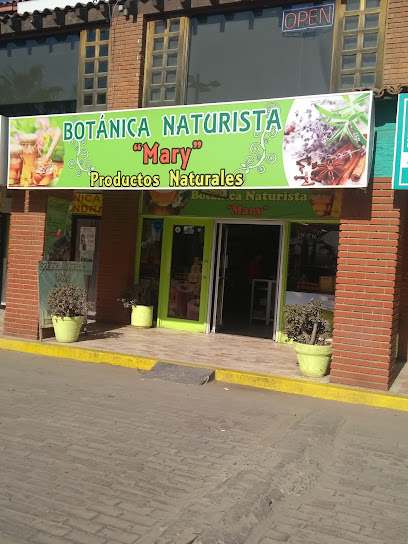 OPEN
BOTÁNICA NATURISTA
"Mary"
Productos Naturales
Botánica Naturista
"Mary"